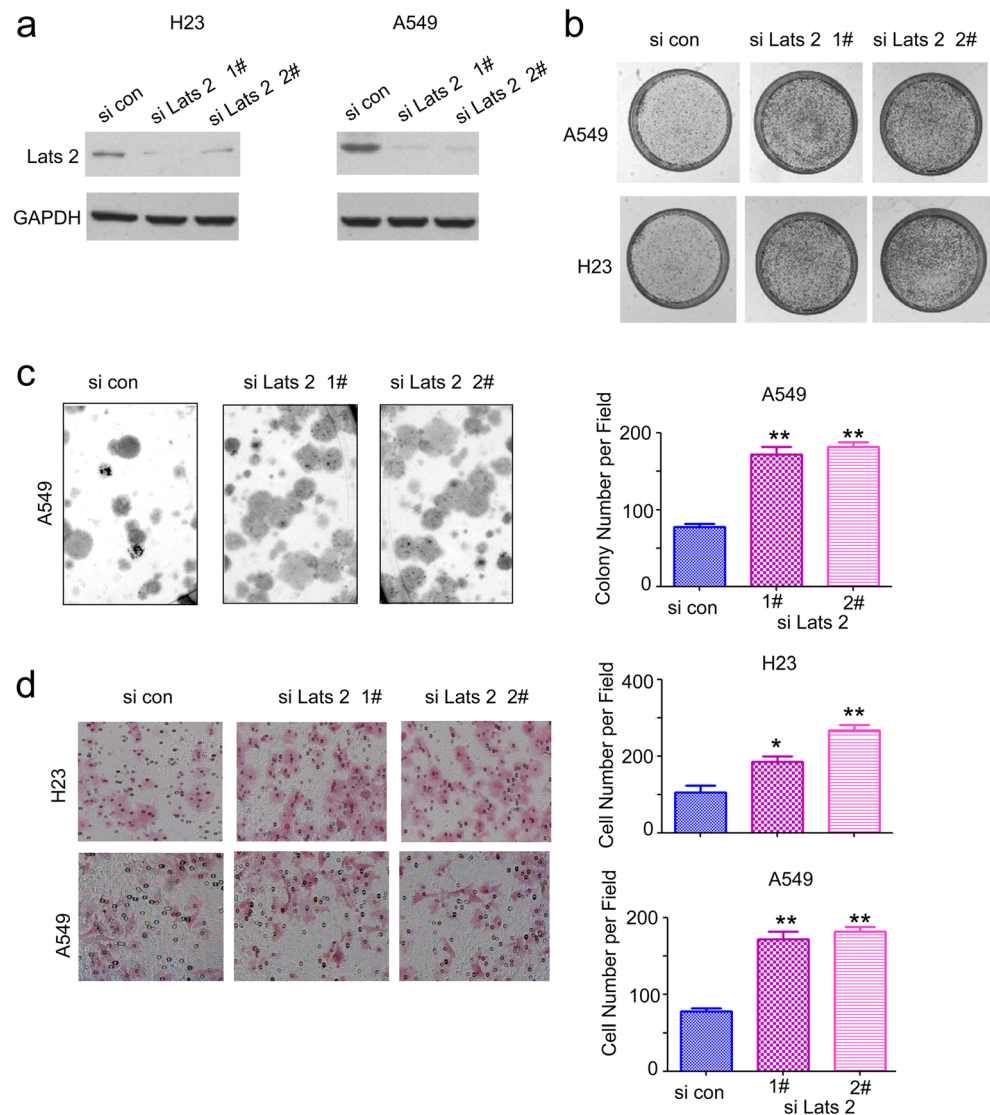 a
H23
A549
si con
si Lats 2 1#
si Lats 2 2#
si con
si Lats 2 1#
si Lats 2 2#
Lats 2
GAPDH
b
si con
si Lats 2 1#
si Lats 2 2#
A549
H23
c
si con
si Lats 2 1#
si Lats 2 2#
A549
A549
Colony Number per Field
200
100
0
**
**
si con
1#
2#
si Lats 2
d
si con
si Lats 2 1#
si Lats 2 2#
H23
A549
H23
Cell Number per Field
400
200
0
*
**
A549
Cell Number per Field
200
100
0
**
**
si con
1#
2#
si Lats 2